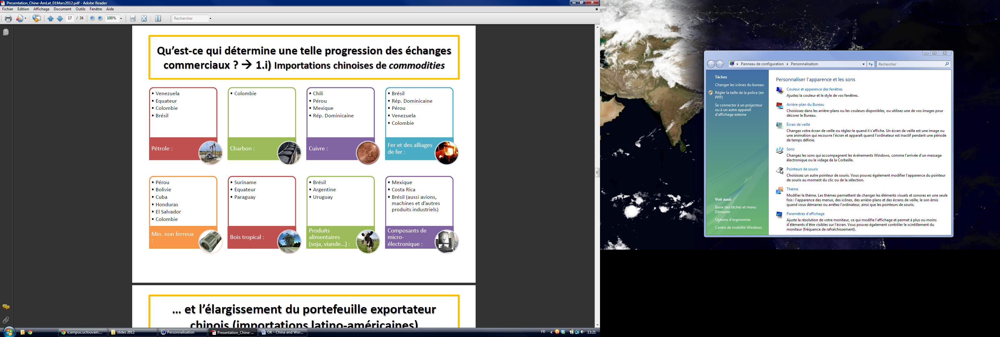 Presentation_Chine-AmLat_01Mars2012.pdf - Adobe Reader
Fichier Edition Affichage Document Outils Fenêtre Aide
17 / 34 100% Rechercher
Qu'est-ce qui détermine une telle progression des échanges
commerciaux ? → 1.i) Importations chinoises de commodities
• Venezuela
• Equateur
• Colombie
• Brésil
Pétrole :
• Colombie
Charbon :
• Chili
• Pérou
• Mexique
• Rép. Dominicaine
Cuivre :
COPPER
Cu
• Brésil
• Rép. Dominicaine
• Pérou
• Venezuela
• Colombie
Fer et des alliages
de fer :
• Pérou
• Bolivie
• Cuba
• Honduras
• El Salvador
• Colombie
Min. non ferreux
:
• Suriname
• Equateur
• Paraguay
Bois tropical :
• Brésil
• Argentine
• Uruguay
Produits
alimentaires
(soja, viande...) :
• Mexique
• Costa Rica
• Brésil (aussi avions,
machines et d'autres
produits industriels)
Composants de
micro-
électronique :
... et l'élargissement du portefeuille exportateur
chinois (importations latino-américaines)
icampus.uclouvain.... slides 2012 Personnalisation Presentation_Chine-... OK - China and Wor... FR 13:21
Panneau de configuration Personnalisation Rechercher
Tâches
Changer les icônes du bureau
Régler la taille de la police (en
PPP)
Se connecter à un projecteur
ou à un autre appareil
d'affichage externe
Voir aussi
Barre des tâches et menu
Démarrer
Options d'ergonomie
Centre de mobilité Windows
Personnaliser l'apparence et les sons
Couleur et apparence des fenêtres
Ajustez la couleur et le style de vos fenêtres.
Arrière-plan du Bureau
Choisissez dans les arrière-plans ou les couleurs disponibles, ou utilisez une de vos images pour
décorer le Bureau.
Écran de veille
Changez votre écran de veille ou réglez-le quand il s'affiche. Un écran de veille est une image ou
une animation qui recouvre l'écran et apparaît quand l'ordinateur est inactif pendant une période
de temps définie.
Sons
Changez les sons qui accompagnent les événements Windows, comme l'arrivée d'un message
électronique ou le vidage de la Corbeille.
Pointeurs de souris
Choisissez un autre pointeur de souris. Vous pouvez également modifier l'apparence du pointeur
de souris au moment du clic ou de la sélection.
Thème
Modifier le thème. Les thèmes permettent de changer les éléments visuels et sonores en une seule
fois : l'apparence des menus, des icônes, des arrière-plans et des écrans de veille, le son émis
quand vous démarrez ou arrêtez l'ordinateur, ainsi que les pointeurs de souris.
Paramètres d'affichage
Ajuste la résolution de votre moniteur, ce qui modifie l'affichage et permet à plus ou moins
d'éléments d'être visibles sur l'écran. Vous pouvez également contrôler le scintillement du
moniteur (fréquence de rafraîchissement).